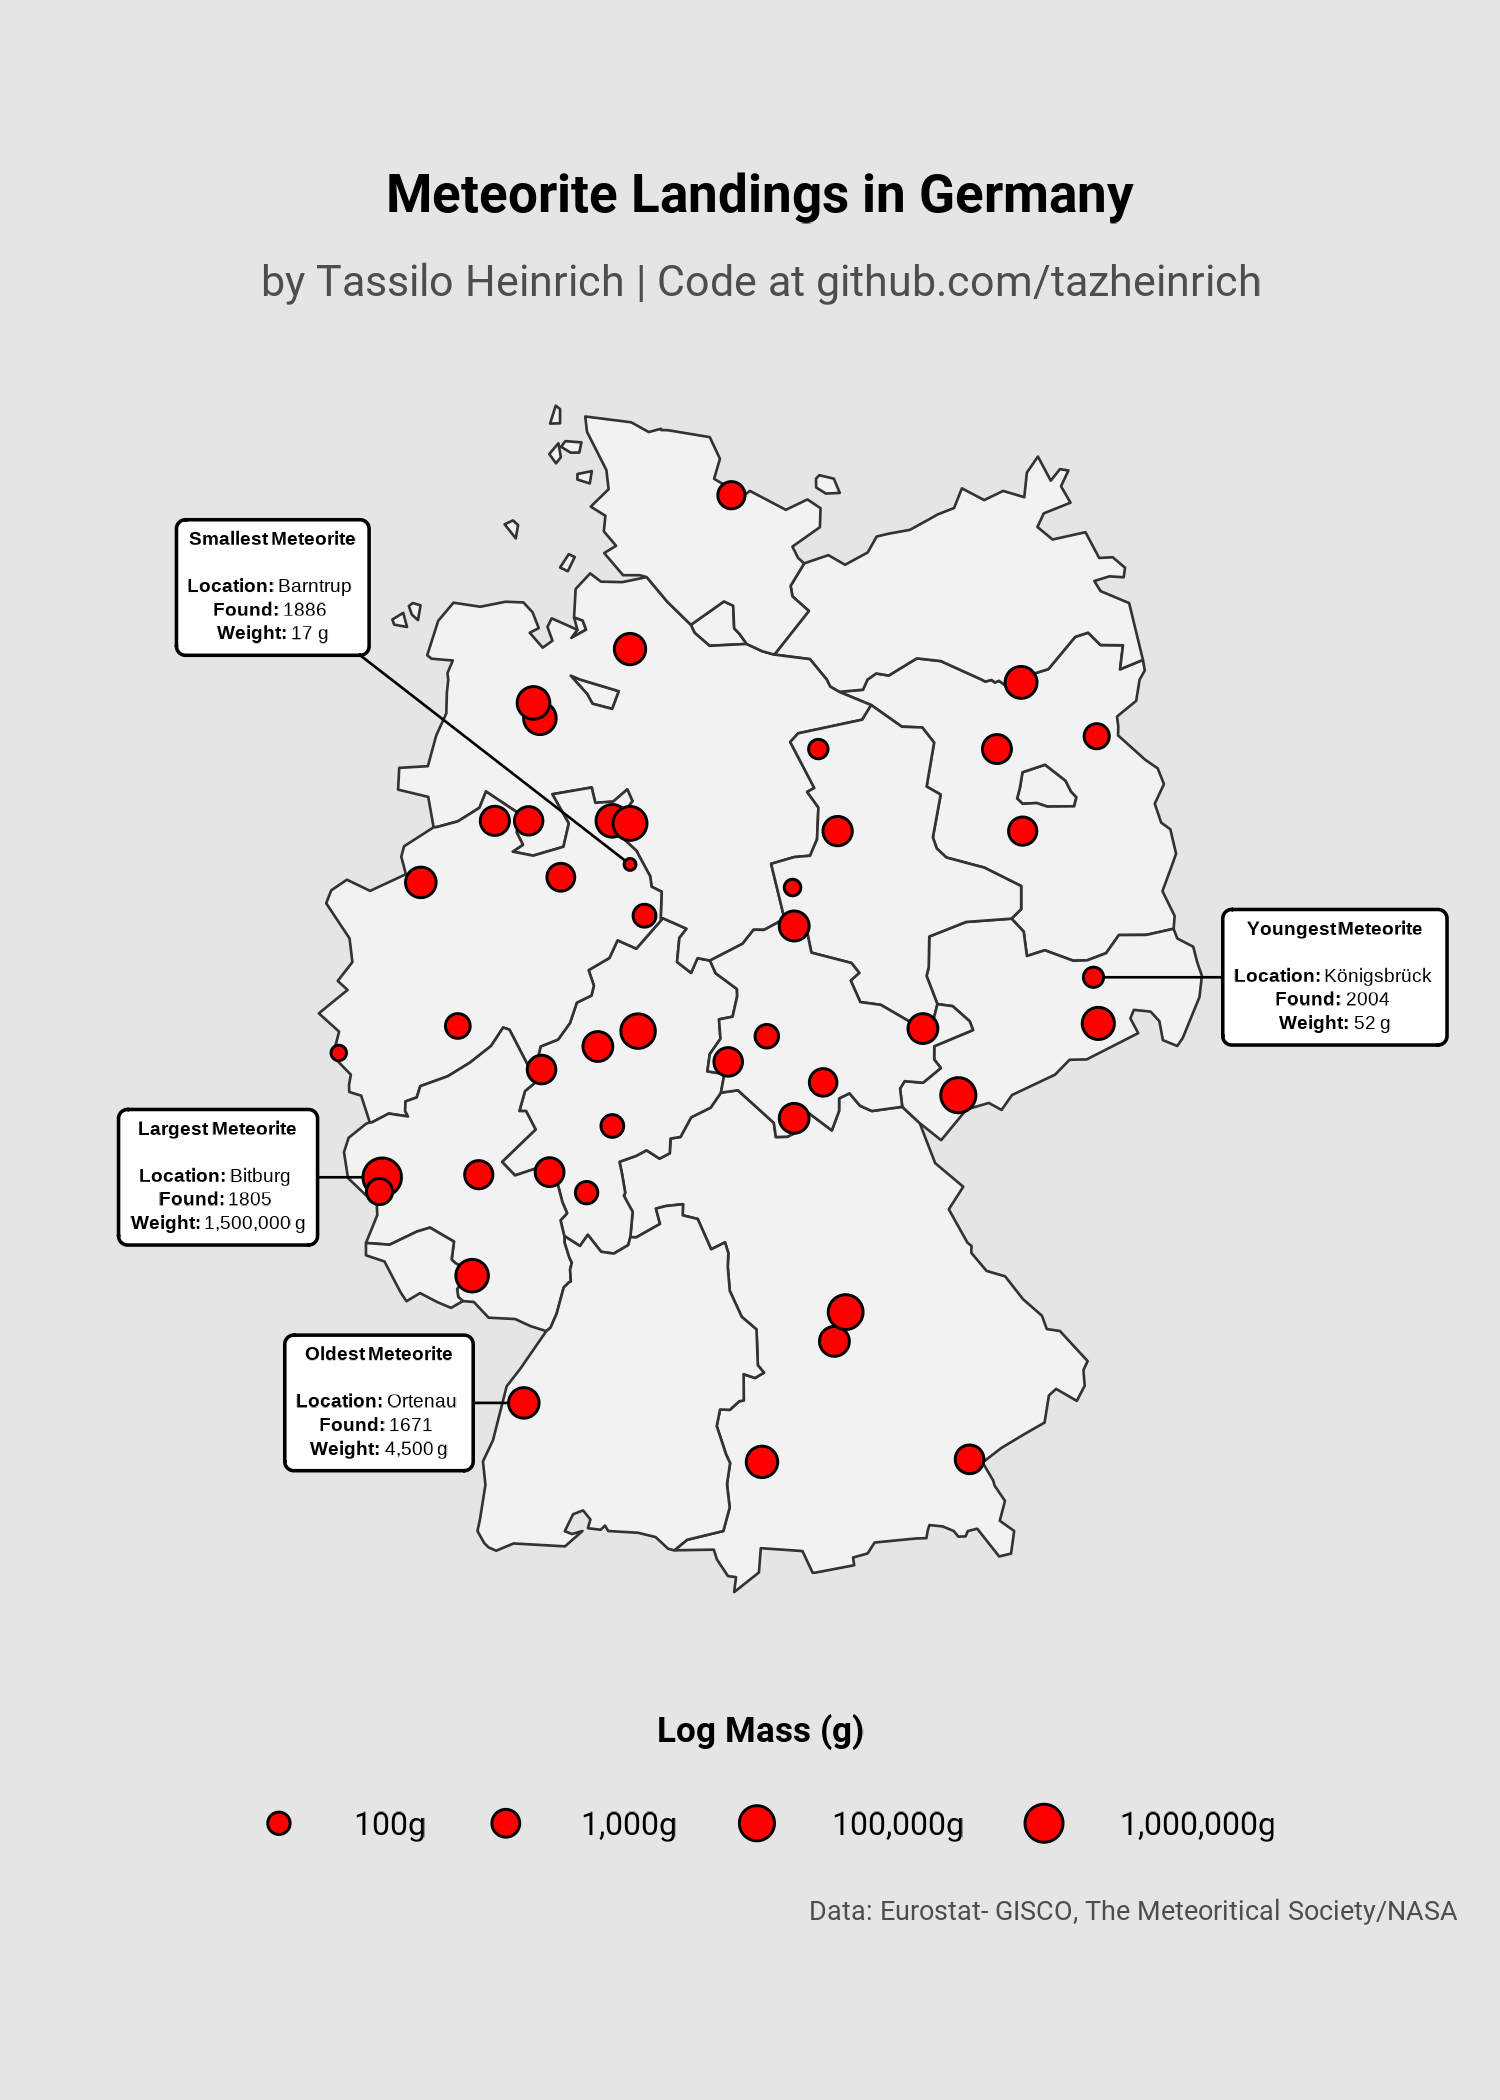 Meteorite Landings in Germany
by Tassilo Heinrich | Code at github.com/tazheinrich
Smallest Meteorite
Location: Barntrup
Found: 1886
Weight: 17 g
Youngest Meteorite
Location: Königsbrück
Found: 2004
Weight: 52 g
Largest Meteorite
Location: Bitburg
Found: 1805
Weight: 1,500,000 g
Oldest Meteorite
Location: Ortenau
Found: 1671
Weight: 4,500 g
Log Mass (g)
100g 1,000g 100,000g 1,000,000g
Data: Eurostat- GISCO, The Meteoritical Society/NASA